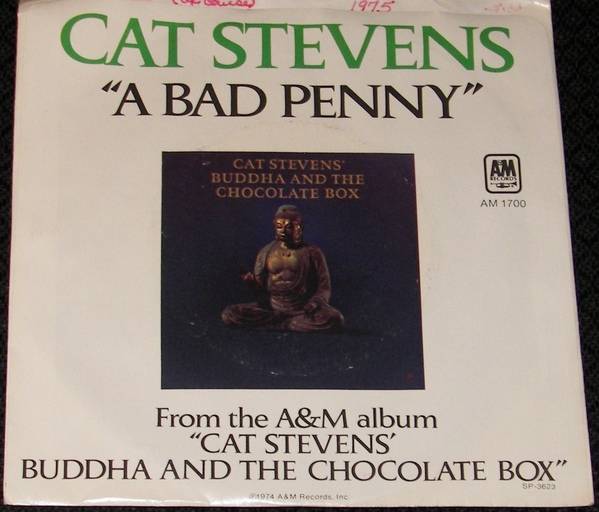 1975
CAT STEVENS
"A BAD PENNY"
CAT STEVENS'
BUDDHA AND THE
CHOCOLATE BOX
A&M
RECORDS
AM 1700
From the A&M album
"CAT STEVENS'
BUDDHA AND THE CHOCOLATE BOX"
SP-3623
©1974 A&M Records, Inc